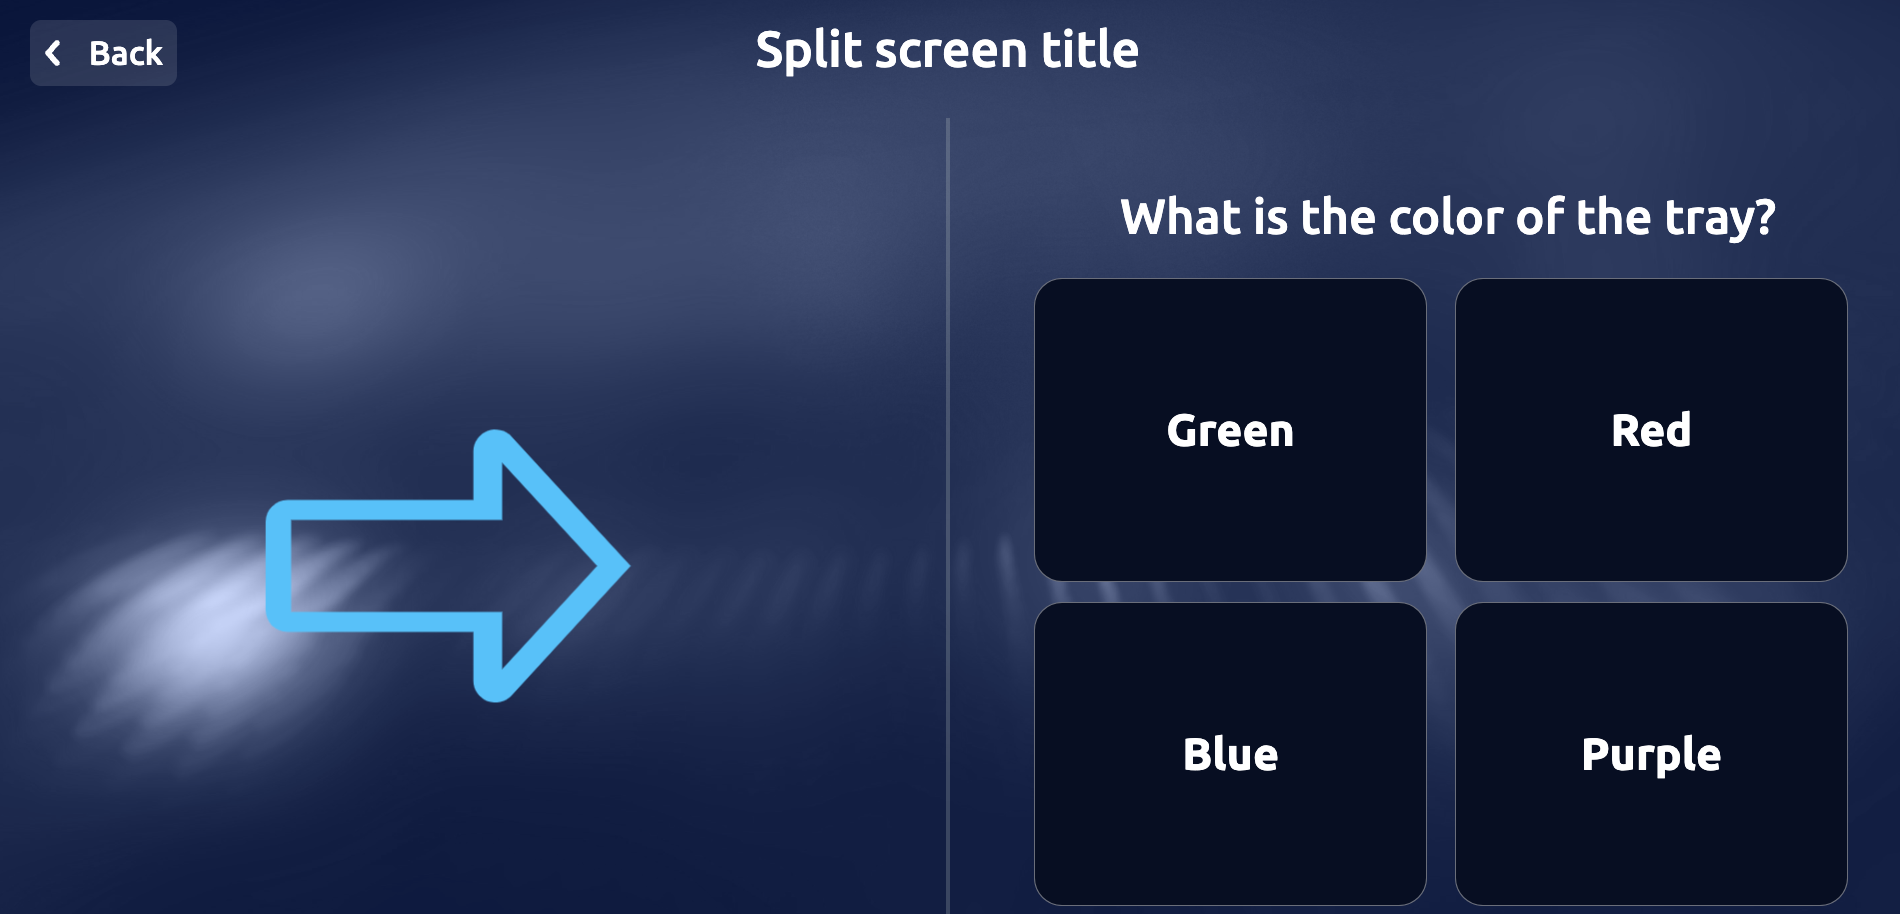 Back
Split screen title
What is the color of the tray?
Green
Red
Blue
Purple